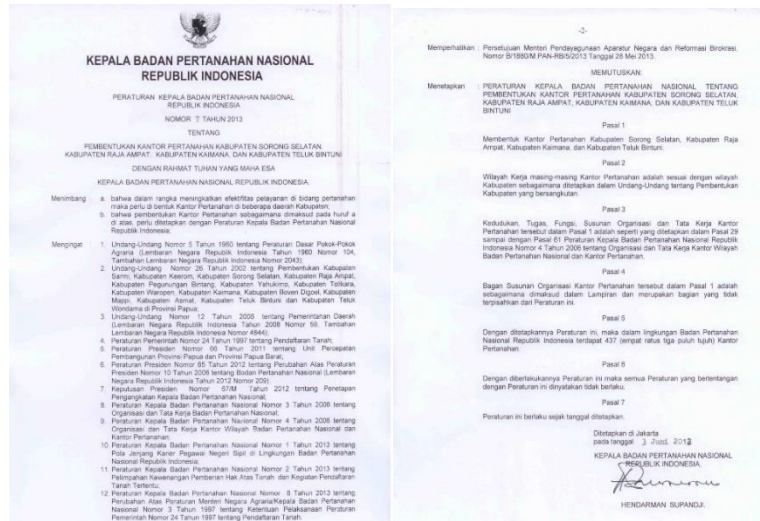 KEPALA BADAN PERTANAHAN NASIONAL
REPUBLIK INDONESIA
PERATURAN KEPALA BADAN PERTANAHAN NASIONAL
REPUBLIK INDONESIA
NOMOR 7 TAHUN 2013
TENTANG
PEMBENTUKAN KANTOR PERTANAHAN KABUPATEN SORONG SELATAN,
KABUPATEN RAJA AMPAT, KABUPATEN KAIMANA, DAN KABUPATEN TELUK BINTUNI
DENGAN RAHMAT TUHAN YANG MAHA ESA
KEPALA BADAN PERTANAHAN NASIONAL REPUBLIK INDONESIA,
Menimbang : a. bahwa dalam rangka meningkatkan efektifitas pelayanan di bidang pertanahan
maka perlu di bentuk Kantor Pertanahan di beberapa daerah Kabupaten;
b. bahwa pembentukan Kantor Pertanahan sebagaimana dimaksud pada huruf a
di atas, perlu ditetapkan dengan Peraturan Kepala Badan Pertanahan Nasional
Republik Indonesia;
Mengingat : 1. Undang-Undang Nomor 5 Tahun 1960 tentang Peraturan Dasar Pokok-Pokok
Agraria (Lembaran Negara Republik Indonesia Tahun 1960 Nomor 104,
Tambahan Lembaran Negara Republik Indonesia Nomor 2043);
2. Undang-Undang Nomor 26 Tahun 2002 tentang Pembentukan Kabupaten
Sarmi, Kabupaten Keerom, Kabupaten Sorong Selatan, Kabupaten Raja Ampat,
Kabupaten Pegunungan Bintang, Kabupaten Yahukimo, Kabupaten Tolikara,
Kabupaten Waropen, Kabupaten Kaimana, Kabupaten Boven Digoel, Kabupaten
Mappi, Kabupaten Asmat, Kabupaten Teluk Bintuni dan Kabupaten Teluk
Wondama di Provinsi Papua;
3. Undang-Undang Nomor 12 Tahun 2008 tentang Pemerintahan Daerah
(Lembaran Negara Republik Indonesia Tahun 2008 Nomor 59, Tambahan
Lembaran Negara Republik Indonesia Nomor 4844);
4. Peraturan Pemerintah Nomor 24 Tahun 1997 tentang Pendaftaran Tanah;
5. Peraturan Presiden Nomor 66 Tahun 2011 tentang Unit Percepatan
Pembangunan Provinsi Papua dan Provinsi Papua Barat;
6. Peraturan Presiden Nomor 85 Tahun 2012 tentang Perubahan Atas Peraturan
Presiden Nomor 10 Tahun 2006 tentang Badan Pertanahan Nasional (Lembaran
Negara Republik Indonesia Tahun 2012 Nomor 209);
7. Keputusan Presiden Nomor 67/M Tahun 2012 tentang Penetapan
Pengangkatan Kepala Badan Pertanahan Nasional;
8. Peraturan Kepala Badan Pertanahan Nasional Nomor 3 Tahun 2006 tentang
Organisasi dan Tata Kerja Badan Pertanahan Nasional;
9. Peraturan Kepala Badan Pertanahan Nasional Nomor 4 Tahun 2006 tentang
Organisasi dan Tata Kerja Kantor Wilayah Badan Pertanahan Nasional dan
Kantor Pertanahan;
10. Peraturan Kepala Badan Pertanahan Nasional Nomor 1 Tahun 2013 tentang
Pola Jenjang Karier Pegawai Negeri Sipil di Lingkungan Badan Pertanahan
Nasional Republik Indonesia;
11. Peraturan Kepala Badan Pertanahan Nasional Nomor 2 Tahun 2013 tentang
Pelimpahan Kewenangan Pemberian Hak Atas Tanah dan Kegiatan Pendaftaran
Tanah Tertentu;
12. Peraturan Kepala Badan Pertanahan Nasional Nomor 8 Tahun 2013 tentang
Perubahan Atas Peraturan Menteri Negara Agraria/Kepala Badan Pertanahan
Nasional Nomor 3 Tahun 1997 tentang Ketentuan Pelaksanaan Peraturan
Pemerintah Nomor 24 Tahun 1997 tentang Pendaftaran Tanah.
-2-
Memperhatikan : Persetujuan Menteri Pendayagunaan Aparatur Negara dan Reformasi Birokrasi,
Nomor B/1880/M.PAN-RB/5/2013 Tanggal 28 Mei 2013.
MEMUTUSKAN:
Menetapkan : PERATURAN KEPALA BADAN PERTANAHAN NASIONAL TENTANG
PEMBENTUKAN KANTOR PERTANAHAN KABUPATEN SORONG SELATAN,
KABUPATEN RAJA AMPAT, KABUPATEN KAIMANA, DAN KABUPATEN TELUK
BINTUNI
Pasal 1
Membentuk Kantor Pertanahan Kabupaten Sorong Selatan, Kabupaten Raja
Ampat, Kabupaten Kaimana, dan Kabupaten Teluk Bintuni.
Pasal 2
Wilayah Kerja masing-masing Kantor Pertanahan adalah sesuai dengan wilayah
Kabupaten sebagaimana ditetapkan dalam Undang-Undang tentang Pembentukan
Kabupaten yang bersangkutan.
Pasal 3
Kedudukan, Tugas, Fungsi, Susunan Organisasi dan Tata Kerja Kantor
Pertanahan tersebut dalam Pasal 1 adalah seperti yang ditetapkan dalam Pasal 29
sampai dengan Pasal 61 Peraturan Kepala Badan Pertanahan Nasional Republik
Indonesia Nomor 4 Tahun 2006 tentang Organisasi dan Tata Kerja Kantor Wilayah
Badan Pertanahan Nasional dan Kantor Pertanahan.
Pasal 4
Bagan Susunan Organisasi Kantor Pertanahan tersebut dalam Pasal 1 adalah
sebagaimana dimaksud dalam Lampiran dan merupakan bagian yang tidak
terpisahkan dari Peraturan ini.
Pasal 5
Dengan ditetapkannya Peraturan ini, maka dalam lingkungan Badan Pertanahan
Nasional Republik Indonesia terdapat 437 (empat ratus tiga puluh tujuh) Kantor
Pertanahan.
Pasal 6
Dengan diberlakukannya Peraturan ini maka semua Peraturan yang bertentangan
dengan Peraturan ini dinyatakan tidak berlaku.
Pasal 7
Peraturan ini berlaku sejak tanggal ditetapkan.
Ditetapkan di Jakarta
pada tanggal 3 Juni 2013
KEPALA BADAN PERTANAHAN NASIONAL
REPUBLIK INDONESIA,
HENDARMAN SUPANDJI.